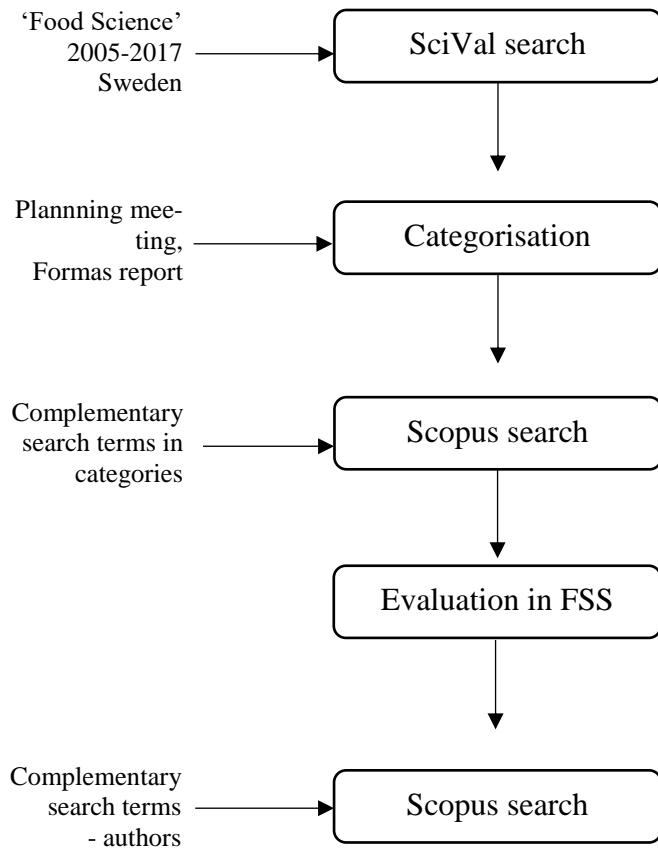 ‘Food Science’
2005-2017
Sweden
SciVal search
Plannning mee-
ting,
Formas report
Categorisation
Complementary
search terms in
categories
Scopus search
Evaluation in FSS
Complementary
search terms
- authors
Scopus search